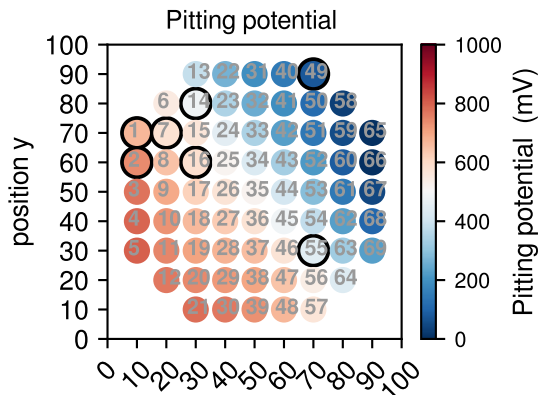 Pitting potential
100
90
80
70
60
50
40
30
20
10
0
position y
13 22 31 40 49
6 14 23 32 41 50 58
1 7 15 24 33 42 51 59 65
2 8 16 25 34 43 52 60 66
3 9 17 26 35 44 53 61 67
4 10 18 27 36 45 54 62 68
5 11 19 28 37 46 55 63 69
12 20 29 38 47 56 64
21 30 39 48 57
0 10 20 30 40 50 60 70 80 90 100
1000
800
600
400
200
0
Pitting potential (mV)